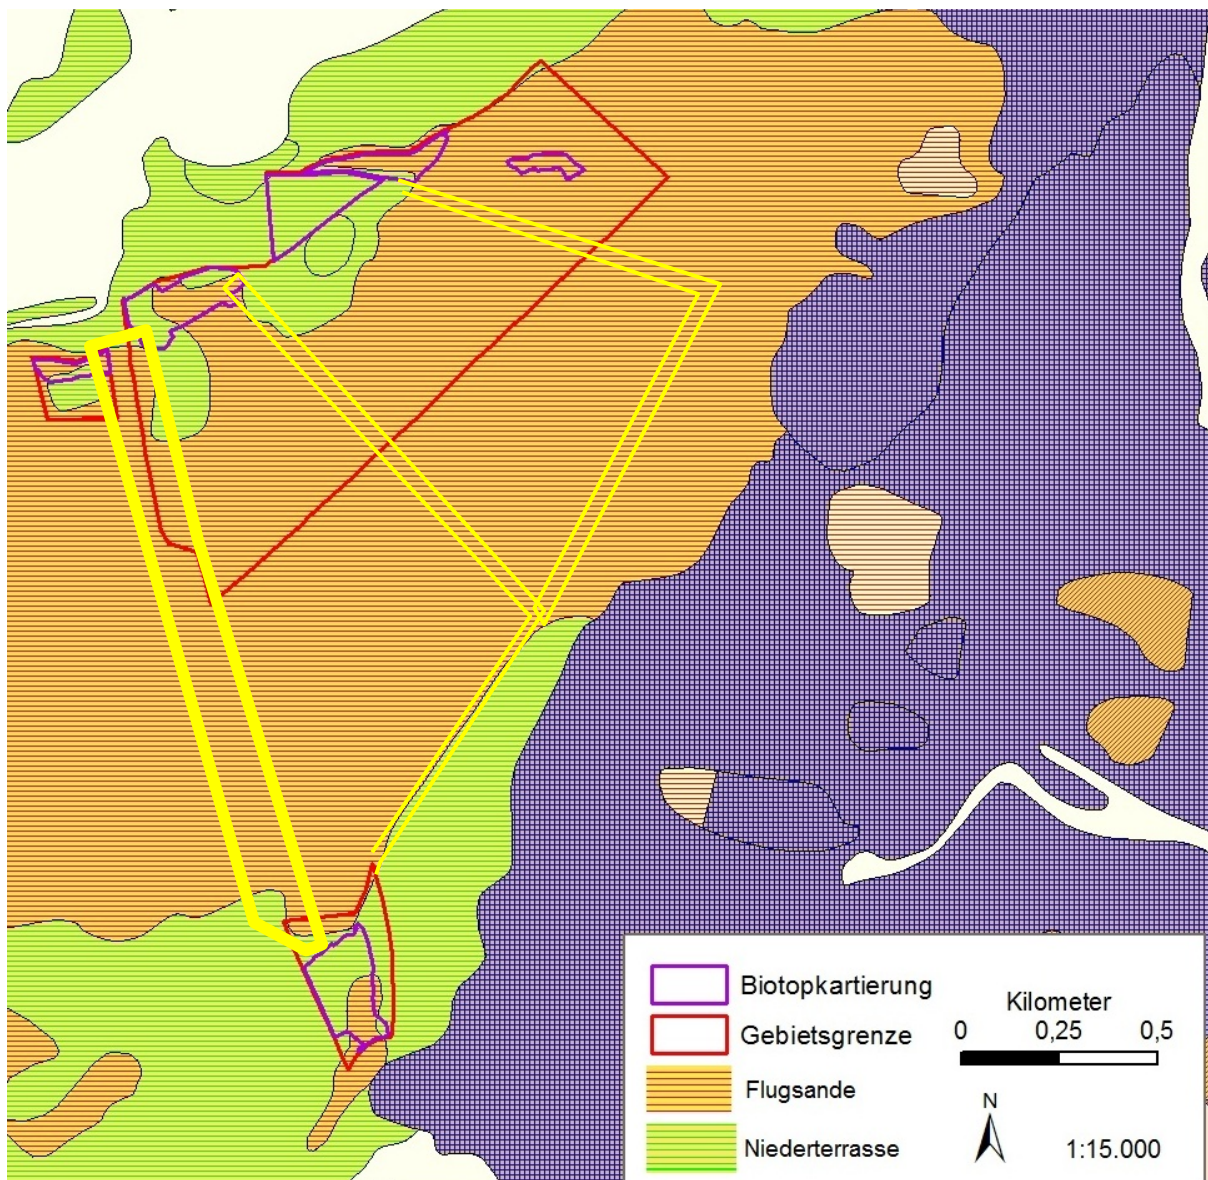 Biotopkartierung
Gebietsgrenze
Flugsande
Niederterrasse
Kilometer
0 0,25 0,5
N
1:15.000